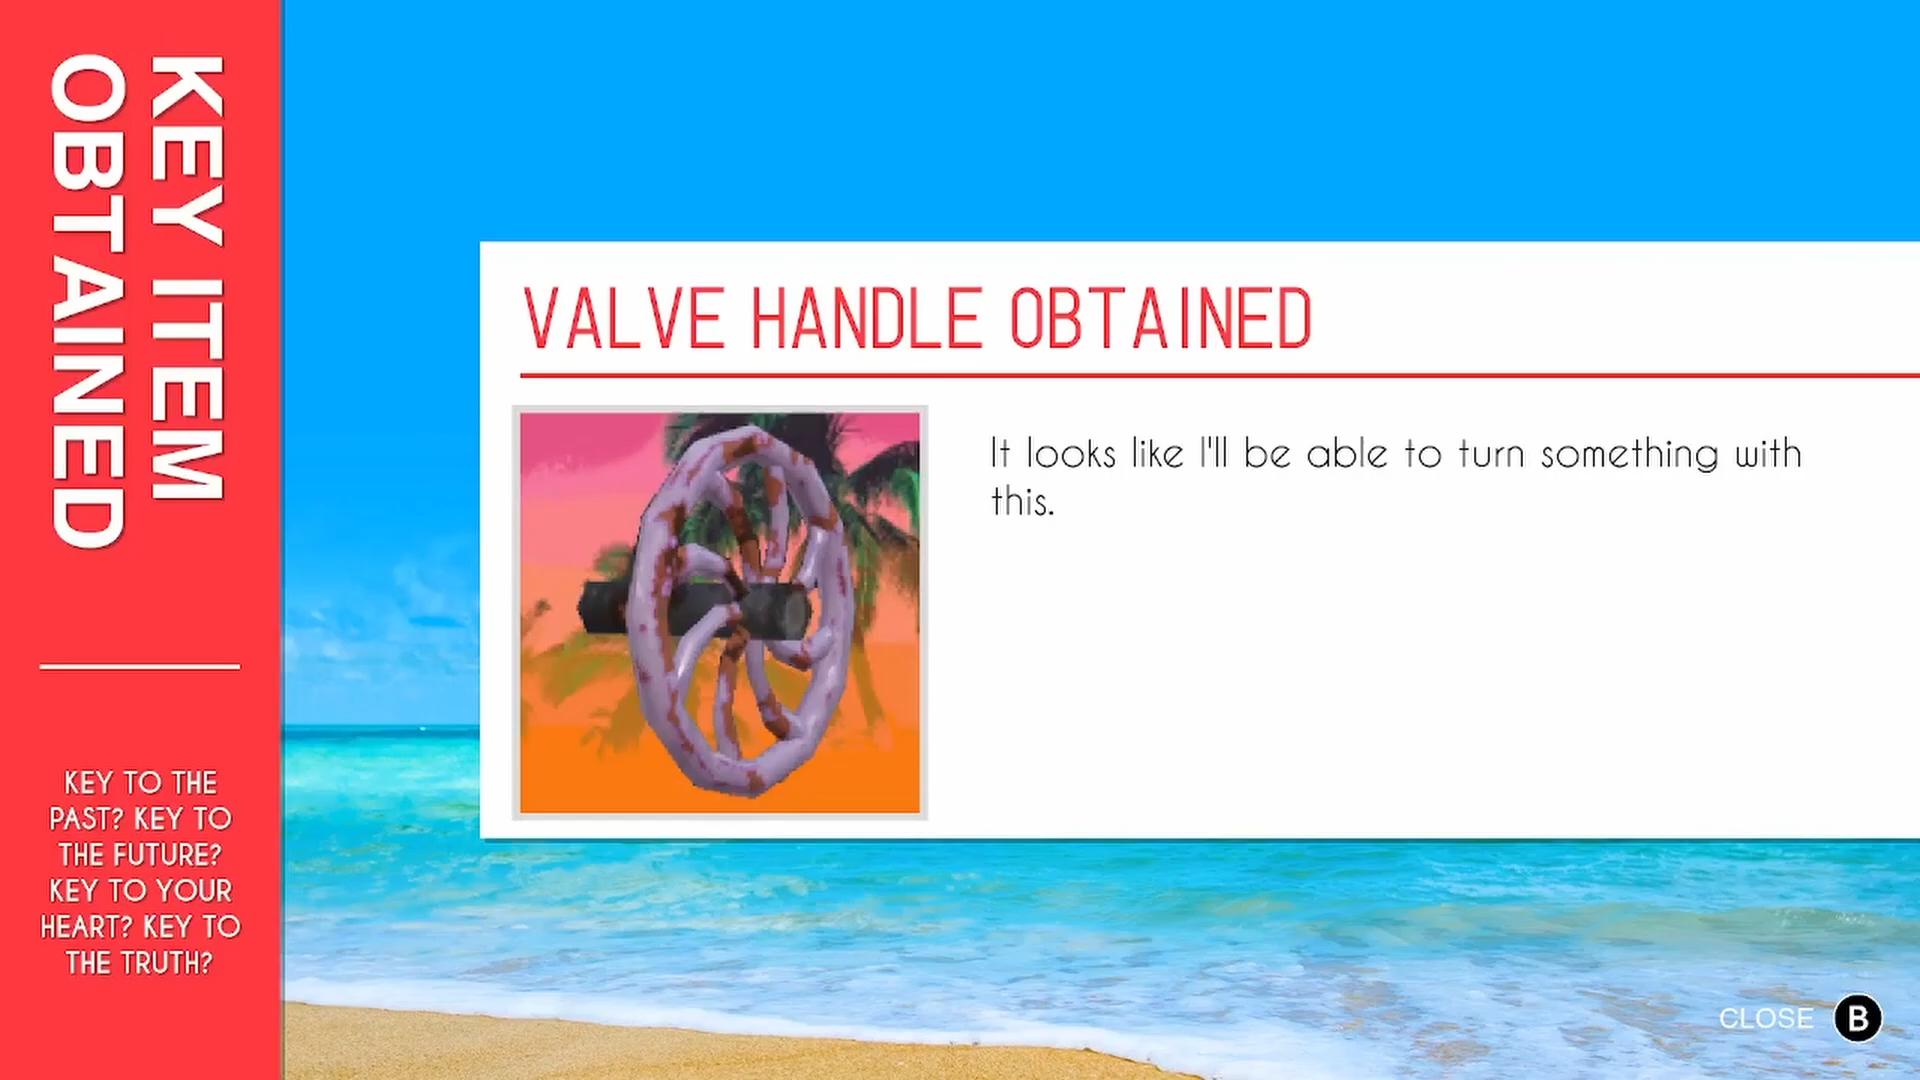 KEY ITEM
OBTAINED
KEY TO THE
PAST? KEY TO
THE FUTURE?
KEY TO YOUR
HEART? KEY TO
THE TRUTH?
VALVE HANDLE OBTAINED
It looks like I'll be able to turn something with
this.
CLOSE B